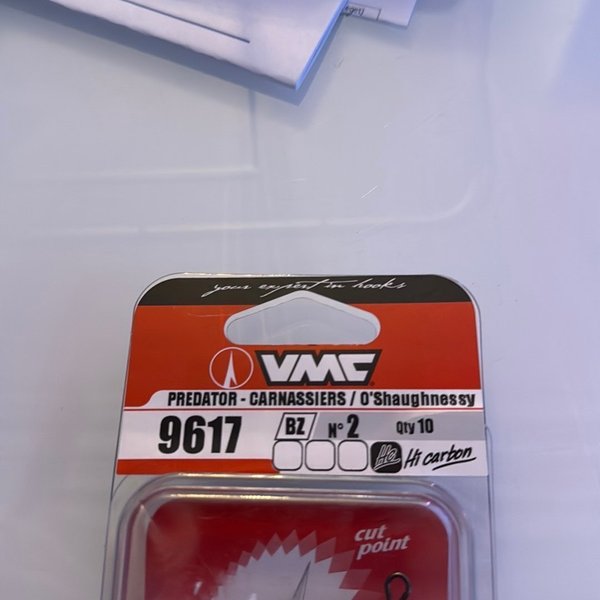 your expert in hooks
VMC
PREDATOR - CARNASSIERS / O'Shaughnessy
9617 BZ N° 2 Qty 10
Hi carbon
cut
point